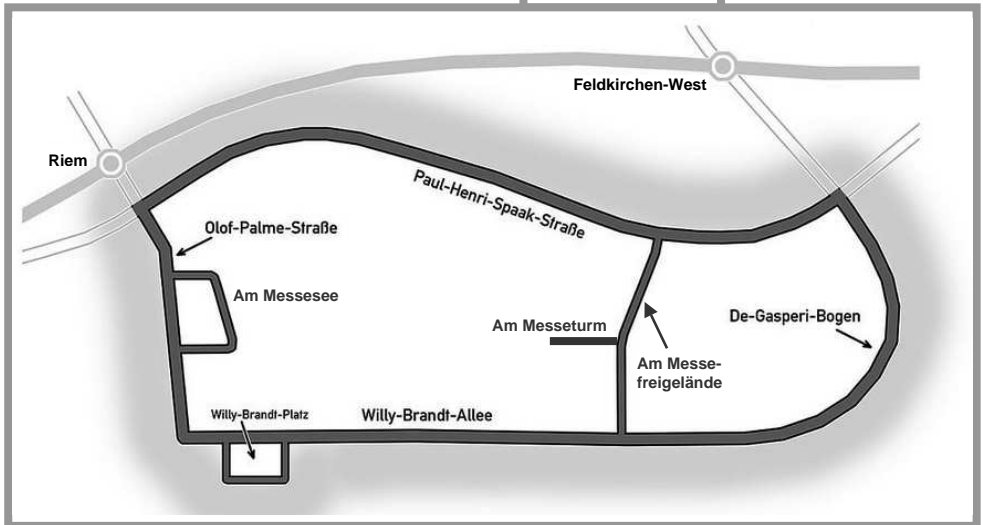 Feldkirchen-West
Riem
Paul-Henri-Spaak-Straße
Olof-Palme-Straße
Am Messesee
Am Messeturm
De-Gasperi-Bogen
Am Messe-
freigelände
Willy-Brandt-Platz
Willy-Brandt-Allee